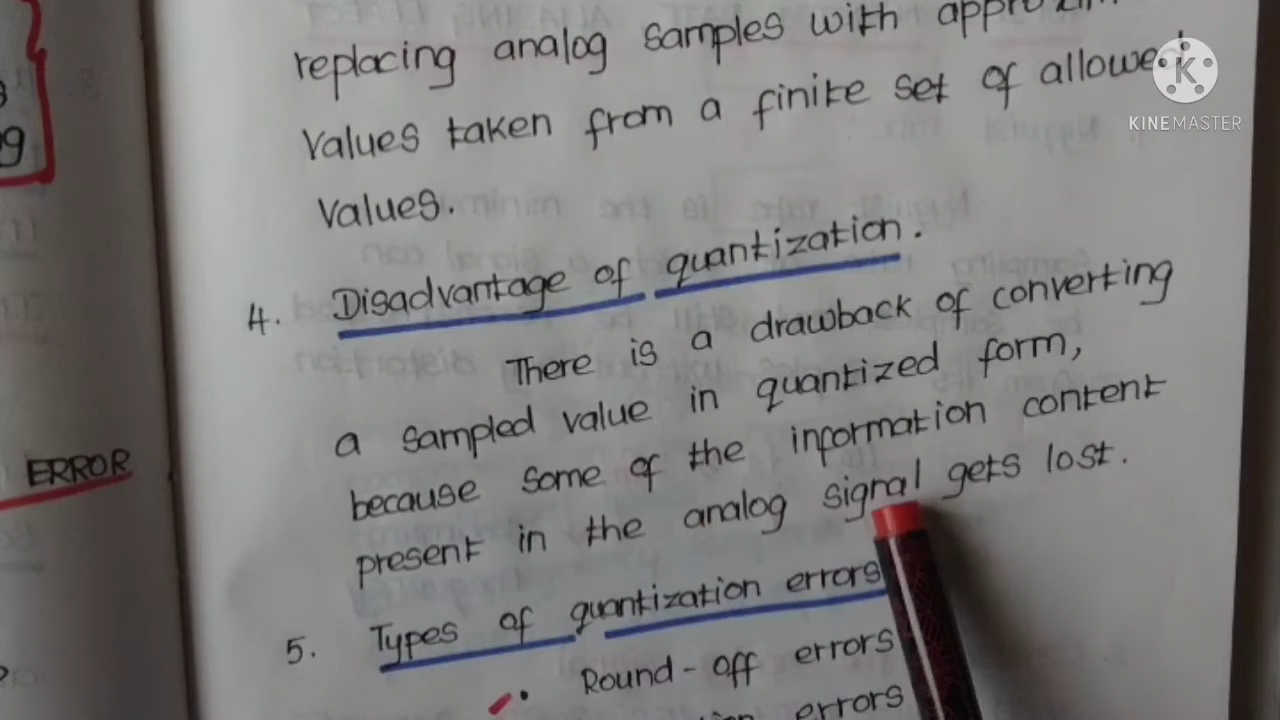 replacing analog samples with
values taken from a finite set of allowed
values.
4. Disadvantage of quantization.
There is a drawback of converting
a sampled value in quantized form,
because some of the information content
present in the analog signal gets lost.
5. Types of quantization errors
• Round-off errors
errors
ERROR
KINEMASTER